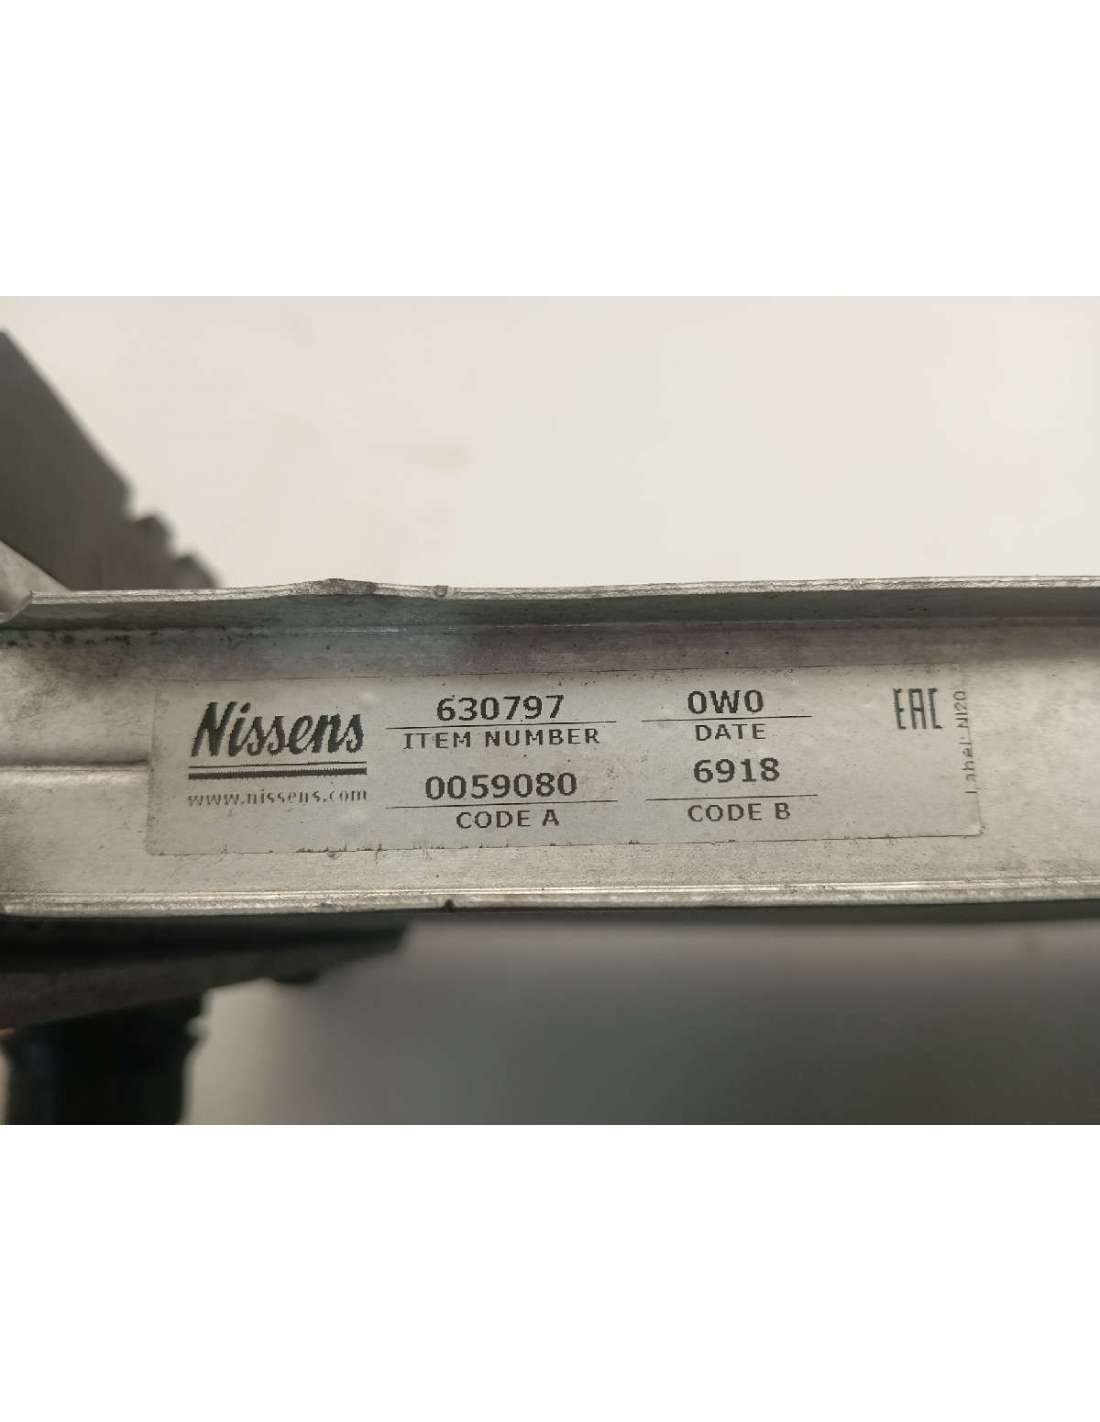 Nissens
www.nissens.com
630797
ITEM NUMBER
0059080
CODE A
0W0
DATE
6918
CODE B
EAC
Label: NI20